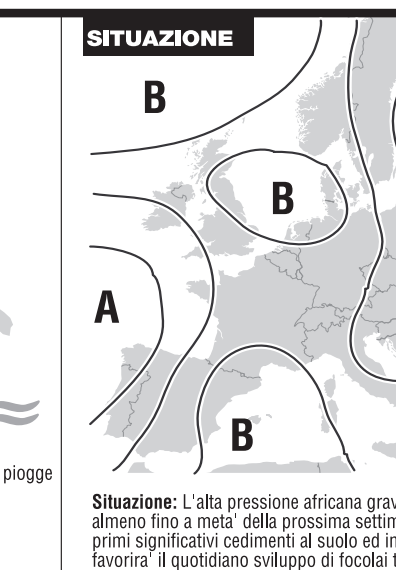 SITUAZIONE
B
B
A
B
piogge
Situazione: L'alta pressione africana grav
almeno fino a meta' della prossima settim
primi significativi cedimenti al suolo ed in
favorira' il quotidiano sviluppo di focolai t